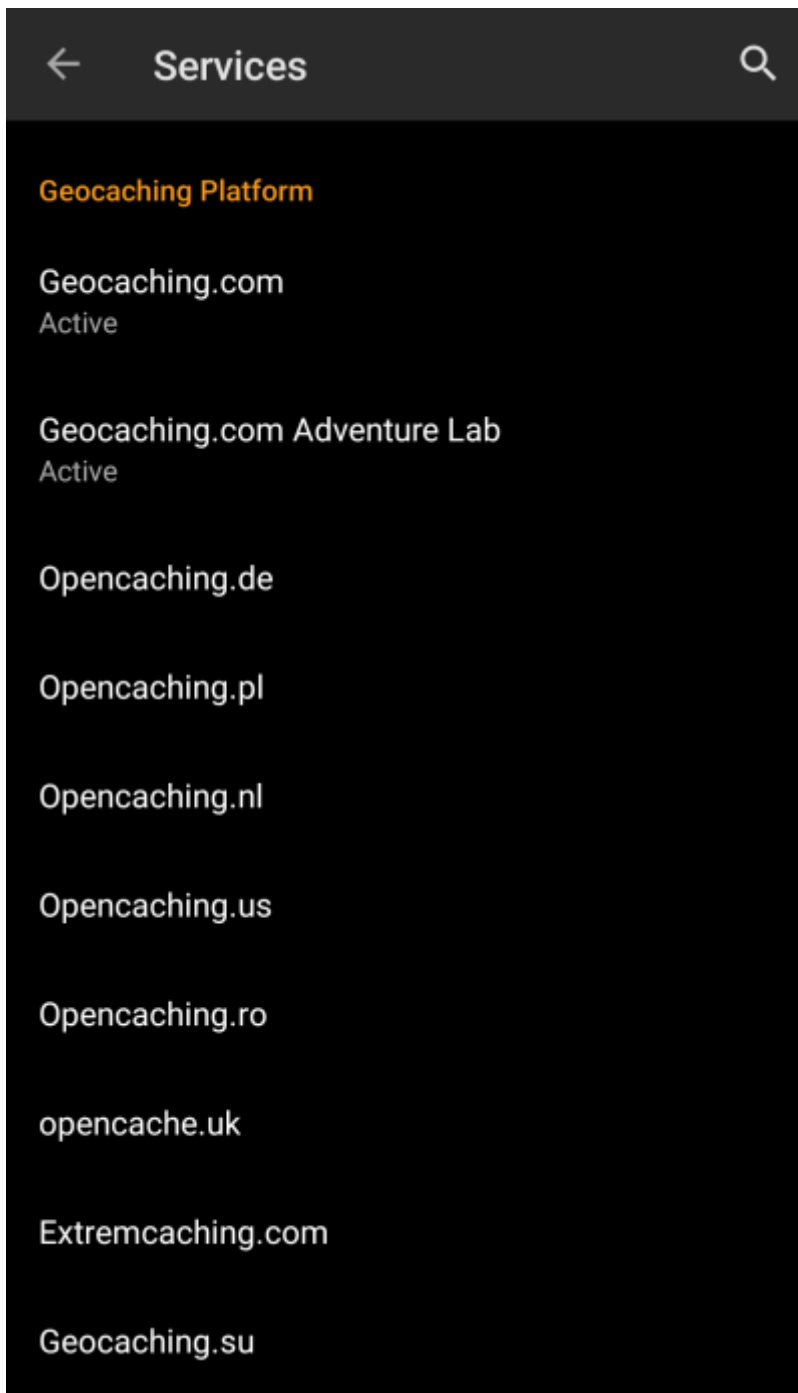 Services
Geocaching Platform
Geocaching.com
Active
Geocaching.com Adventure Lab
Active
Opencaching.de
Opencaching.pl
Opencaching.nl
Opencaching.us
Opencaching.ro
opencache.uk
Extremcaching.com
Geocaching.su